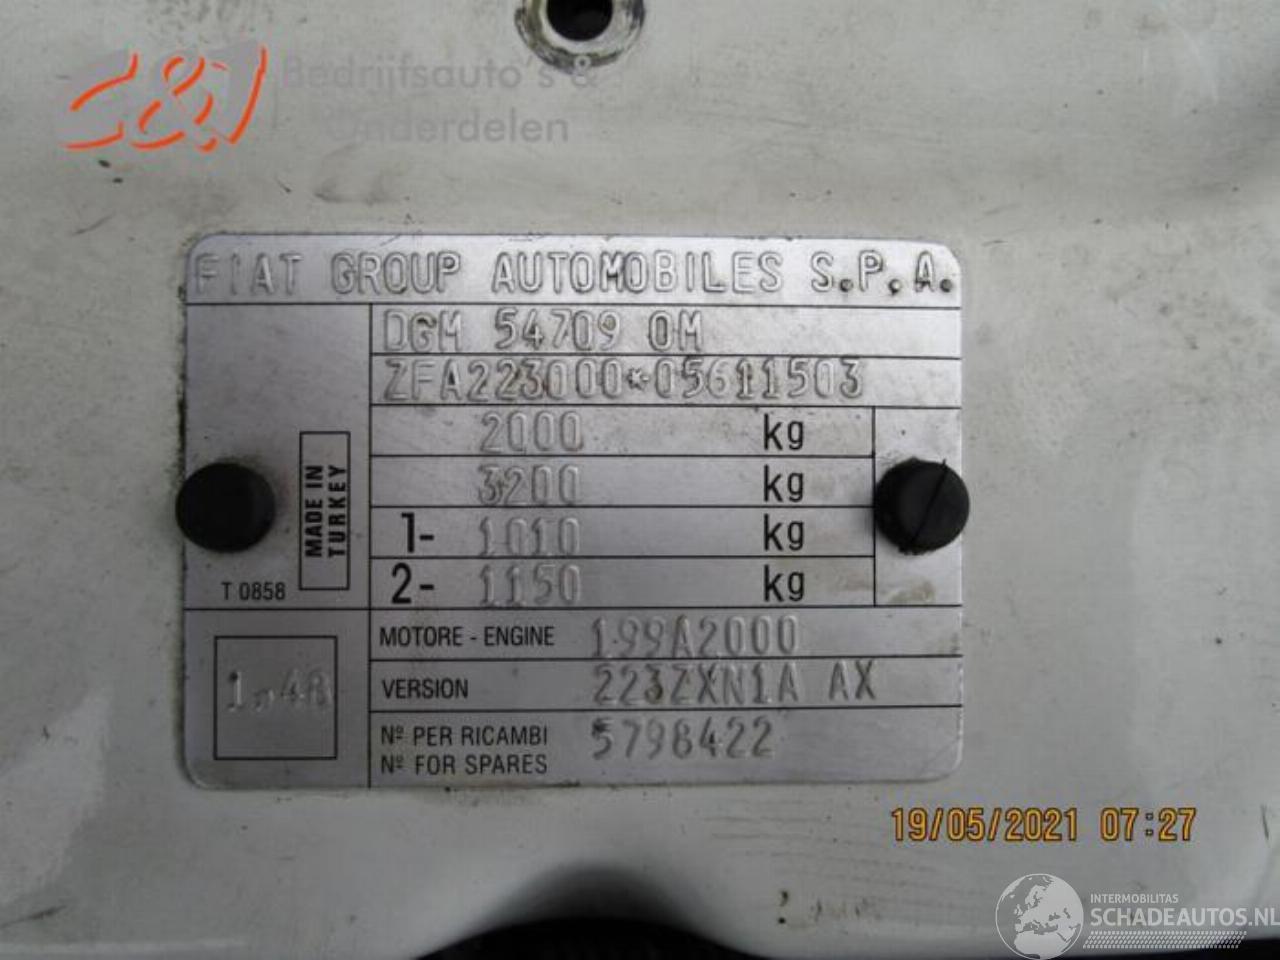 C&J Bedrijfsauto's &
Onderdelen
FIAT GROUP AUTOMOBILES S.P.A.
DGM 54709 OM
ZFA223000*05611503
2000 kg
3200 kg
1- 1010 kg
2- 1150 kg
MADE IN
TURKEY
T 0858
MOTORE - ENGINE 199A2000
VERSION 223ZXN1A AX
Nº PER RICAMBI
Nº FOR SPARES
5798422
1,48
19/05/2021 07:27
INTERMOBILITAS
SCHADEAUTOS.NL